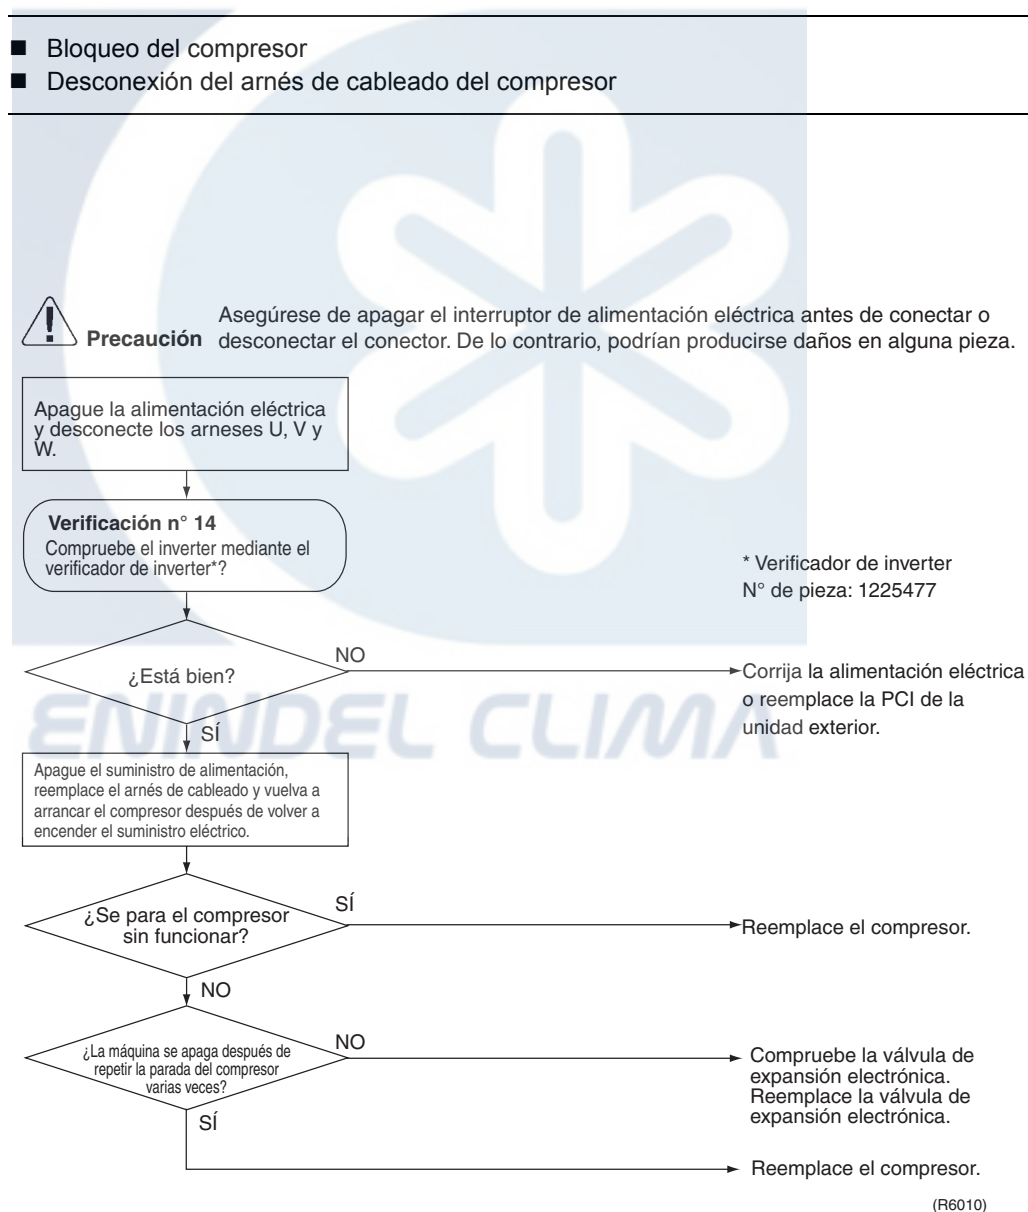 ■ Bloqueo del compresor
■ Desconexión del arnés de cableado del compresor
Precaución
Asegúrese de apagar el interruptor de alimentación eléctrica antes de conectar o
desconectar el conector. De lo contrario, podrían producirse daños en alguna pieza.
Apague la alimentación eléctrica
y desconecte los arneses U, V y
W.
Verificación n° 14
Compruebe el inverter mediante el
verificador de inverter*?
* Verificador de inverter
N° de pieza: 1225477
¿Está bien?
NO
Corrija la alimentación eléctrica
o reemplace la PCI de la
unidad exterior.
SÍ
ENINDEL CLIMA
Apague el suministro de alimentación,
reemplace el arnés de cableado y vuelva a
arrancar el compresor después de volver a
encender el suministro eléctrico.
¿Se para el compresor
sin funcionar?
SÍ
Reemplace el compresor.
NO
¿La máquina se apaga después de
repetir la parada del compresor
varias veces?
NO
Compruebe la válvula de
expansión electrónica.
Reemplace la válvula de
expansión electrónica.
SÍ
Reemplace el compresor.
(R6010)